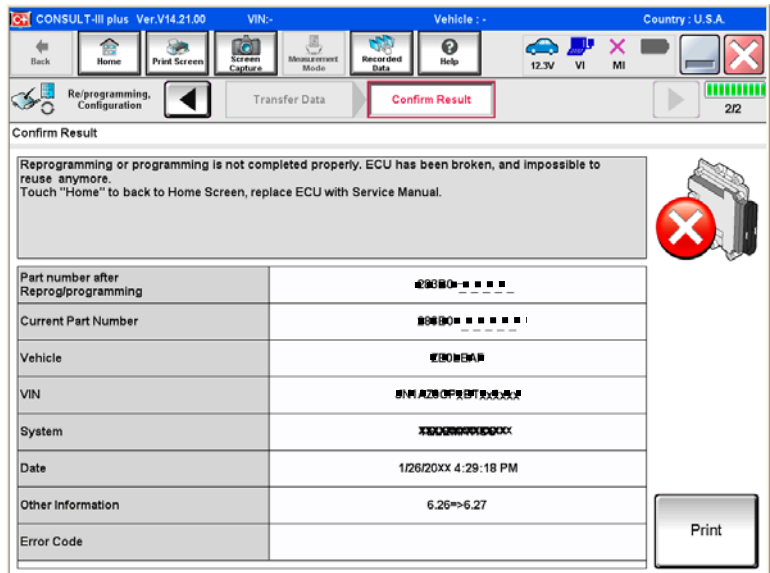 CONSULT-III plus Ver.V14.21.00 VIN:- Vehicle : - Country : U.S.A.
Back Home Print Screen Screen Capture Measurement Mode Recorded Data Help 12.3V VI MI
Re/programming, Configuration Transfer Data Confirm Result 2/2
Confirm Result
Reprogramming or programming is not completed properly. ECU has been broken, and impossible to
reuse anymore.
Touch "Home" to back to Home Screen, replace ECU with Service Manual.
Part number after
Reprog/programming
Current Part Number
Vehicle
VIN
System
Date 1/26/20XX 4:29:18 PM
Other Information 6.26=>6.27
Error Code
Print